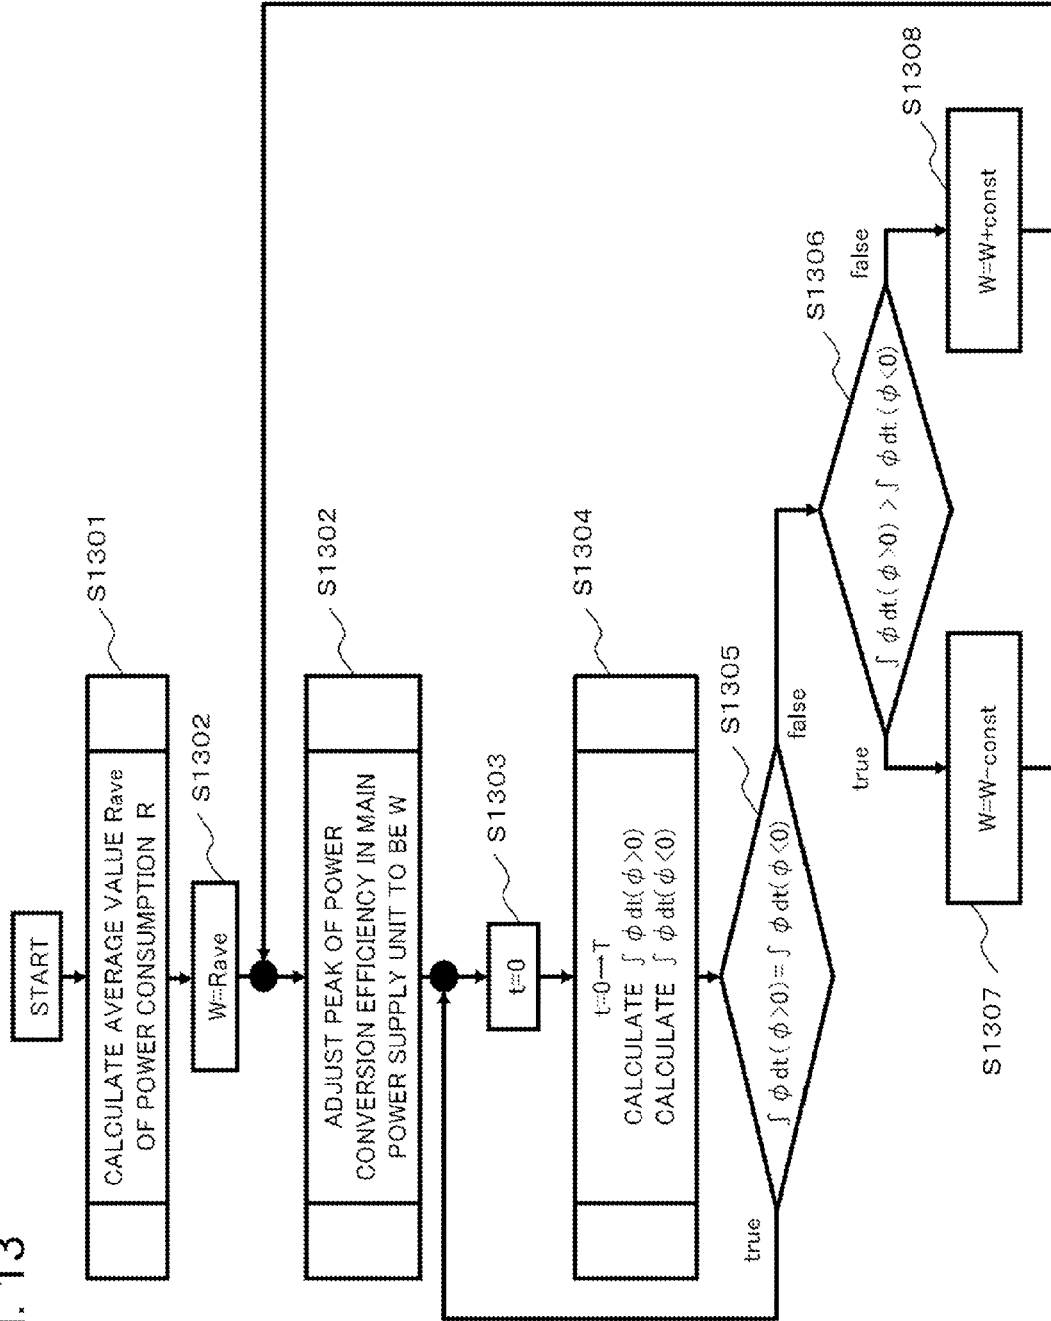 . 13
START
CALCULATE AVERAGE VALUE Rave
OF POWER CONSUMPTION R
S1301
W=Rave
S1302
ADJUST PEAK OF POWER
CONVERSION EFFICIENCY IN MAIN
POWER SUPPLY UNIT TO BE W
S1302
t=0
S1303
t=0→T
CALCULATE ∫ φ dt(φ>0)
CALCULATE ∫ φ dt(φ<0)
S1304
∫ φ dt(φ>0)=∫ φ dt(φ<0)
S1305
true
false
∫ φ dt(φ>0) > ∫ φ dt(φ<0)
S1306
true
false
W=W-const
S1307
W=W+const
S1308